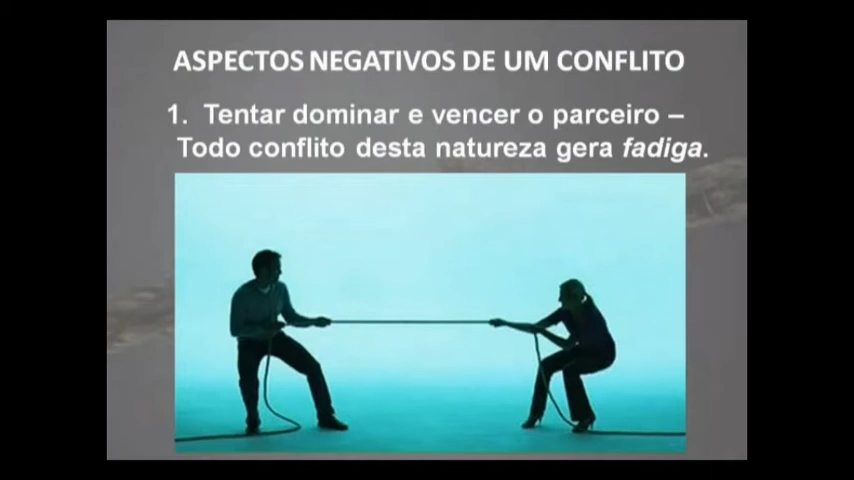 ASPECTOS NEGATIVOS DE UM CONFLITO
1. Tentar dominar e vencer o parceiro –
Todo conflito desta natureza gera fadiga.